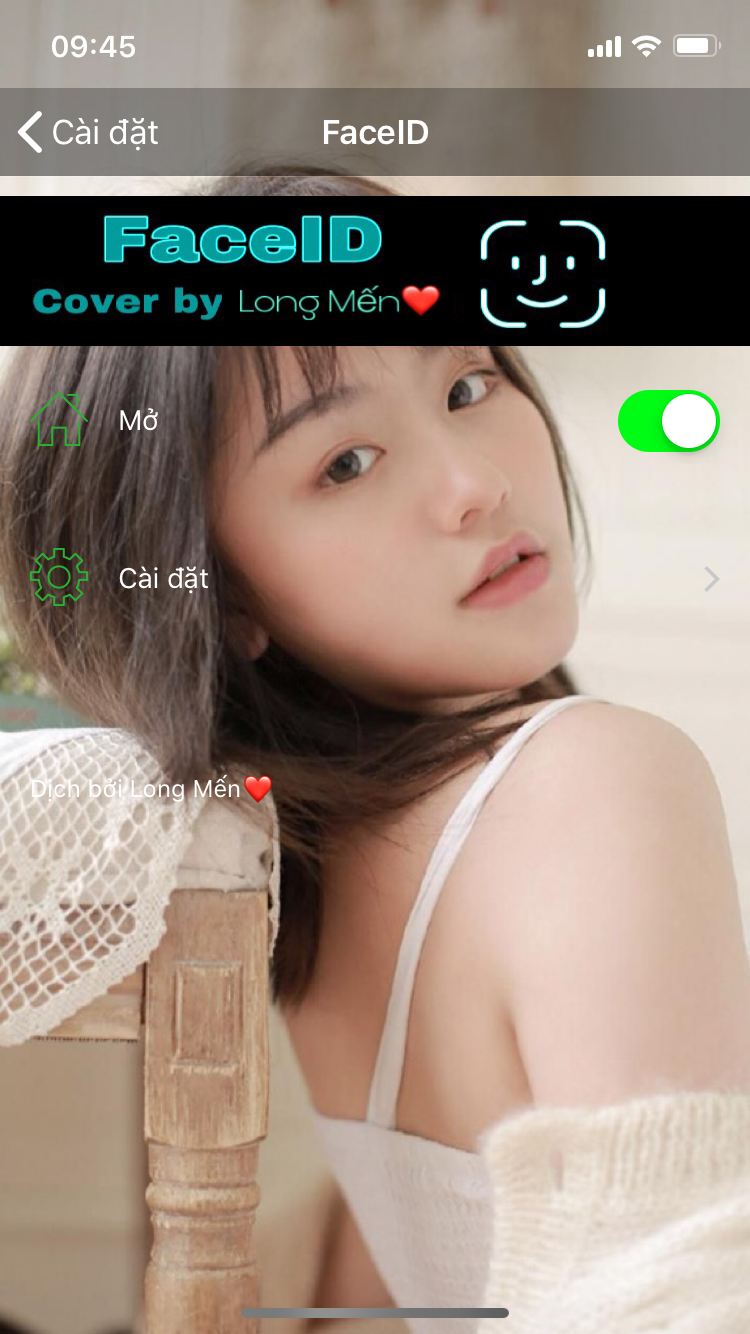 09:45
Cài đặt FaceID
FaceID
Cover by Long Mến❤️
Mở
Cài đặt
Dịch bởi Long Mến❤️